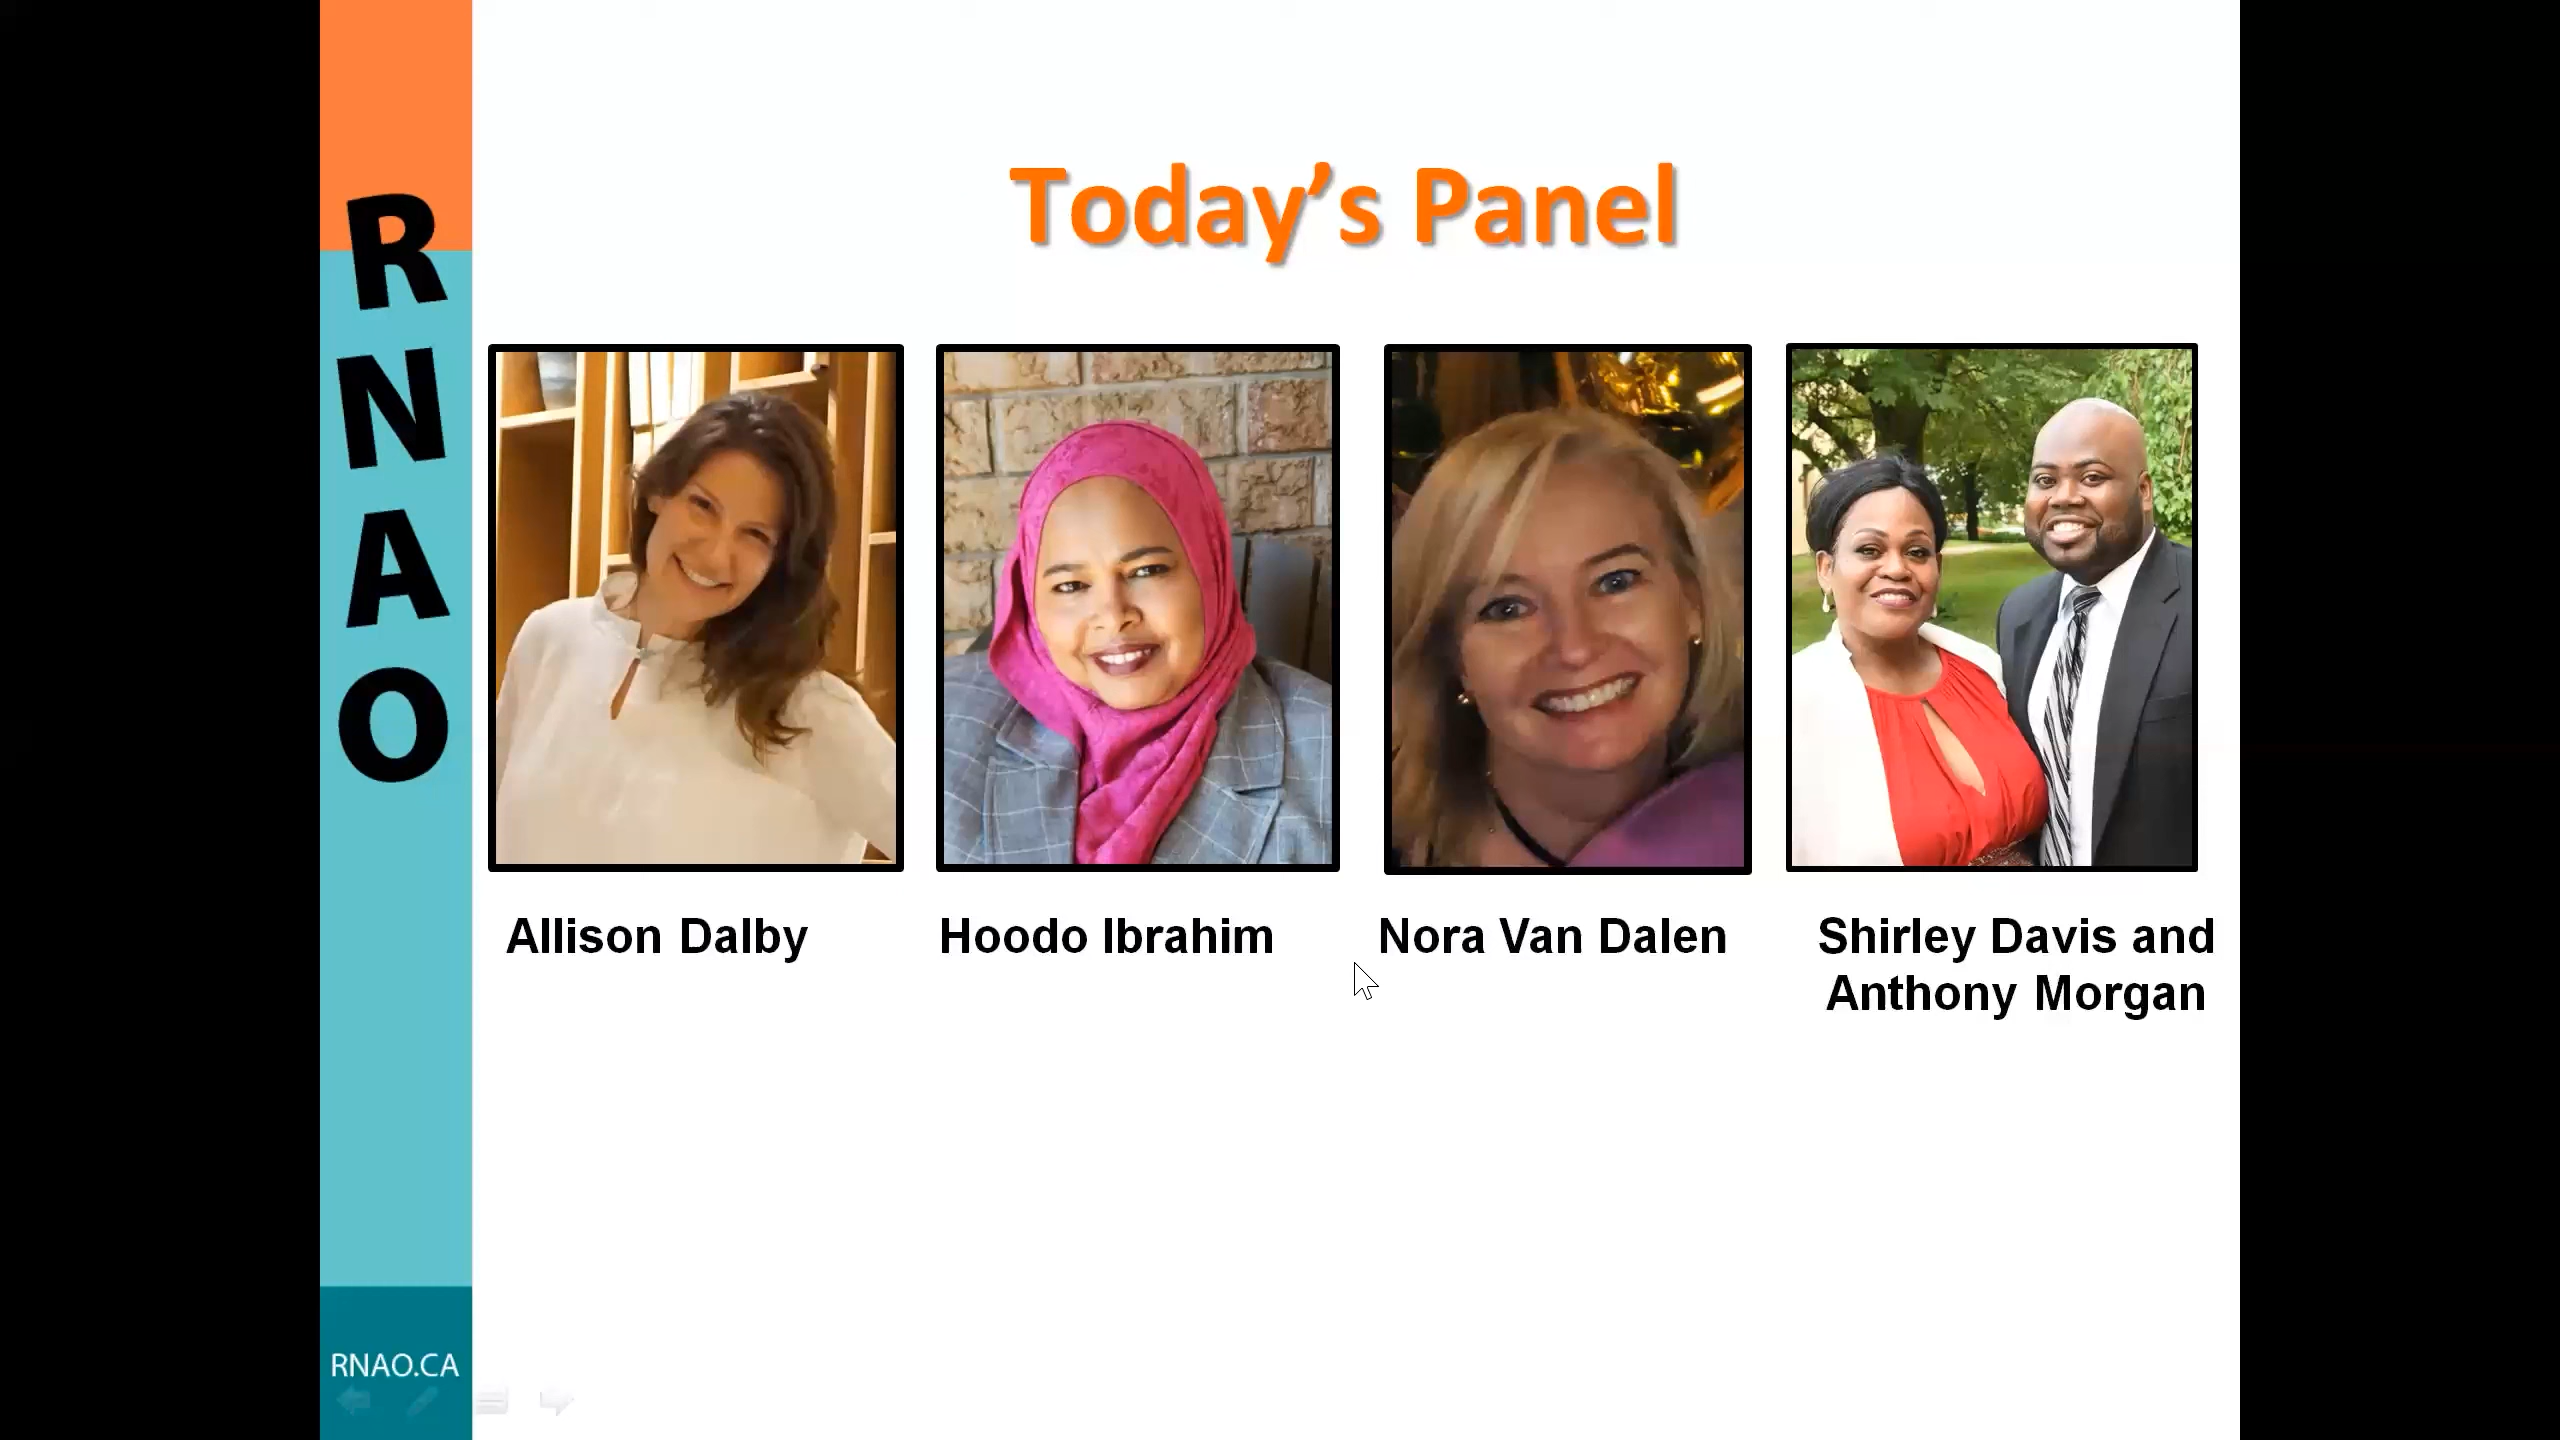 RNAO
Today’s Panel
Allison Dalby
Hoodo Ibrahim
Nora Van Dalen
Shirley Davis and
Anthony Morgan
RNAO.CA